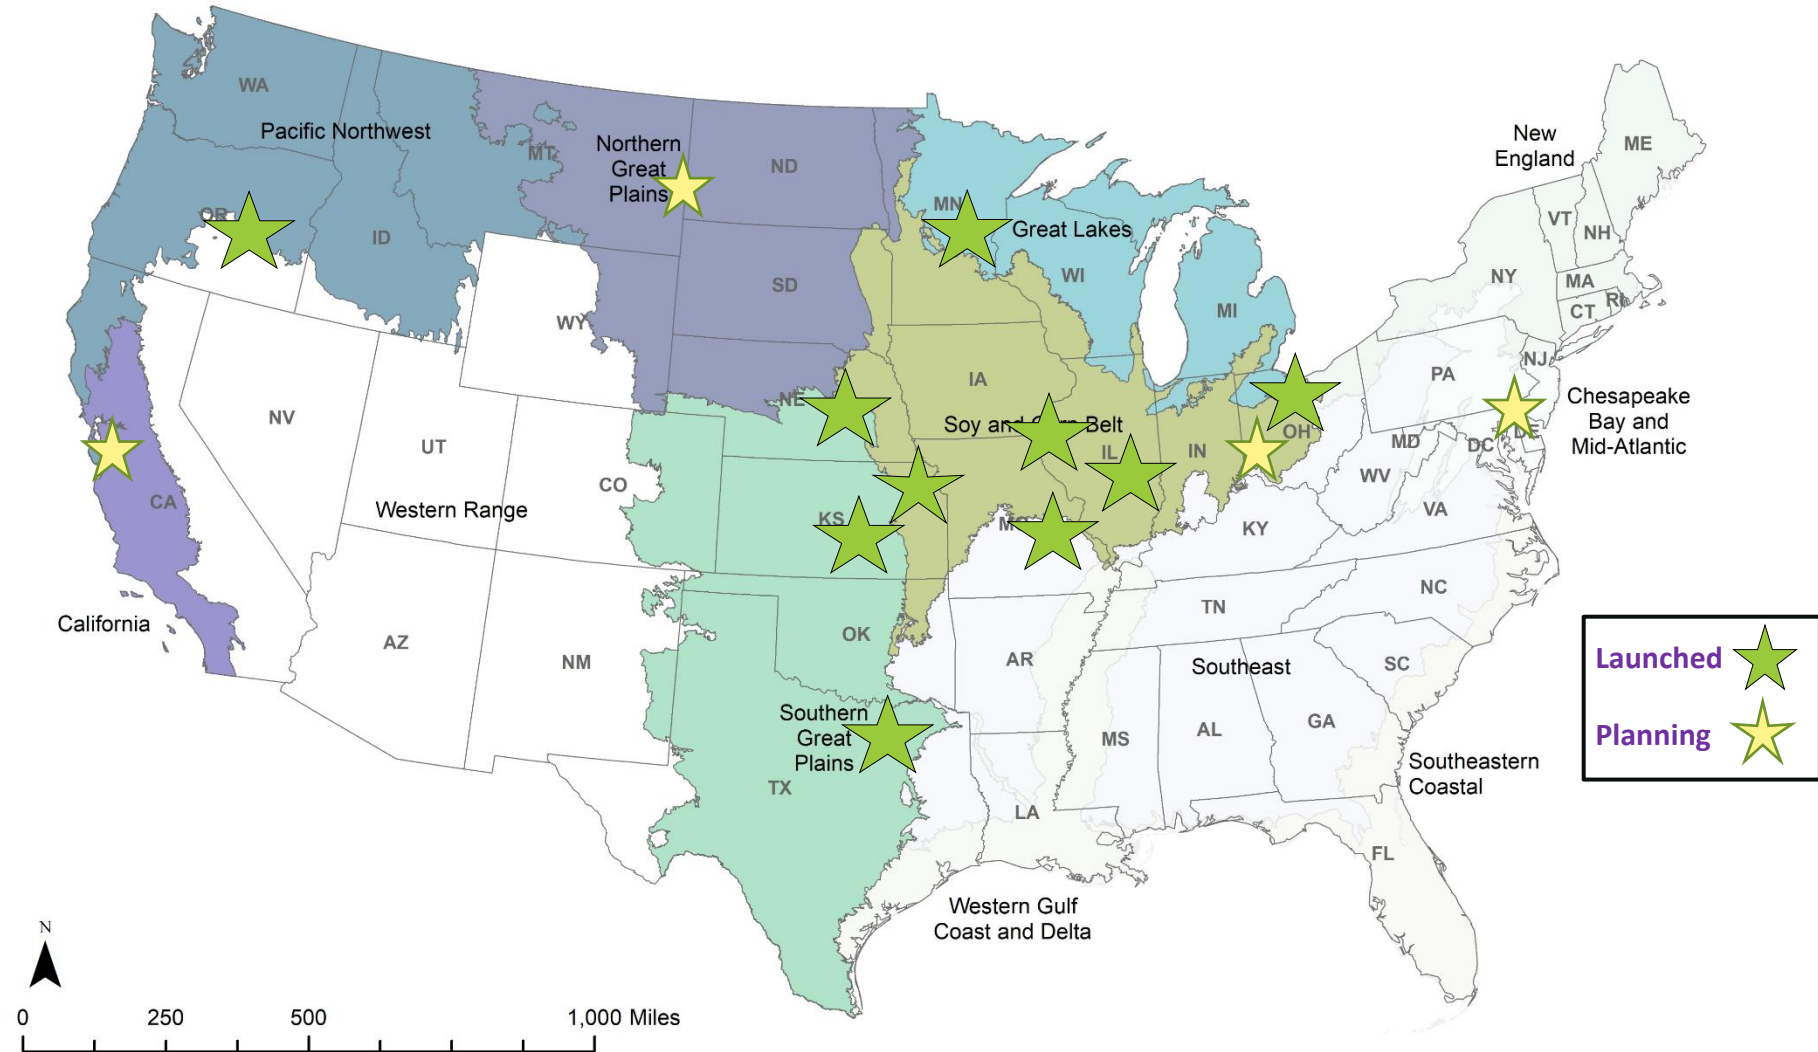 WA
Pacific Northwest
MT
Northern
Great
Plains
ND
OR
ID
MN
Great Lakes
WI
MI
SD
WY
New
England
ME
VT
NH
NY
MA
CT
RI
NJ
PA
Chesapeake
Bay and
Mid-Atlantic
DE
MD
DC
NE
IA
Soy and Corn Belt
IL
IN
OH
NV
UT
CO
CA
Western Range
KS
MO
KY
WV
VA
California
AZ
NM
OK
AR
TN
NC
Southeast
SC
Southern
Great
Plains
TX
MS
AL
GA
LA
Southeastern
Coastal
FL
Western Gulf
Coast and Delta
Launched
Planning
N
0 250 500 1,000 Miles